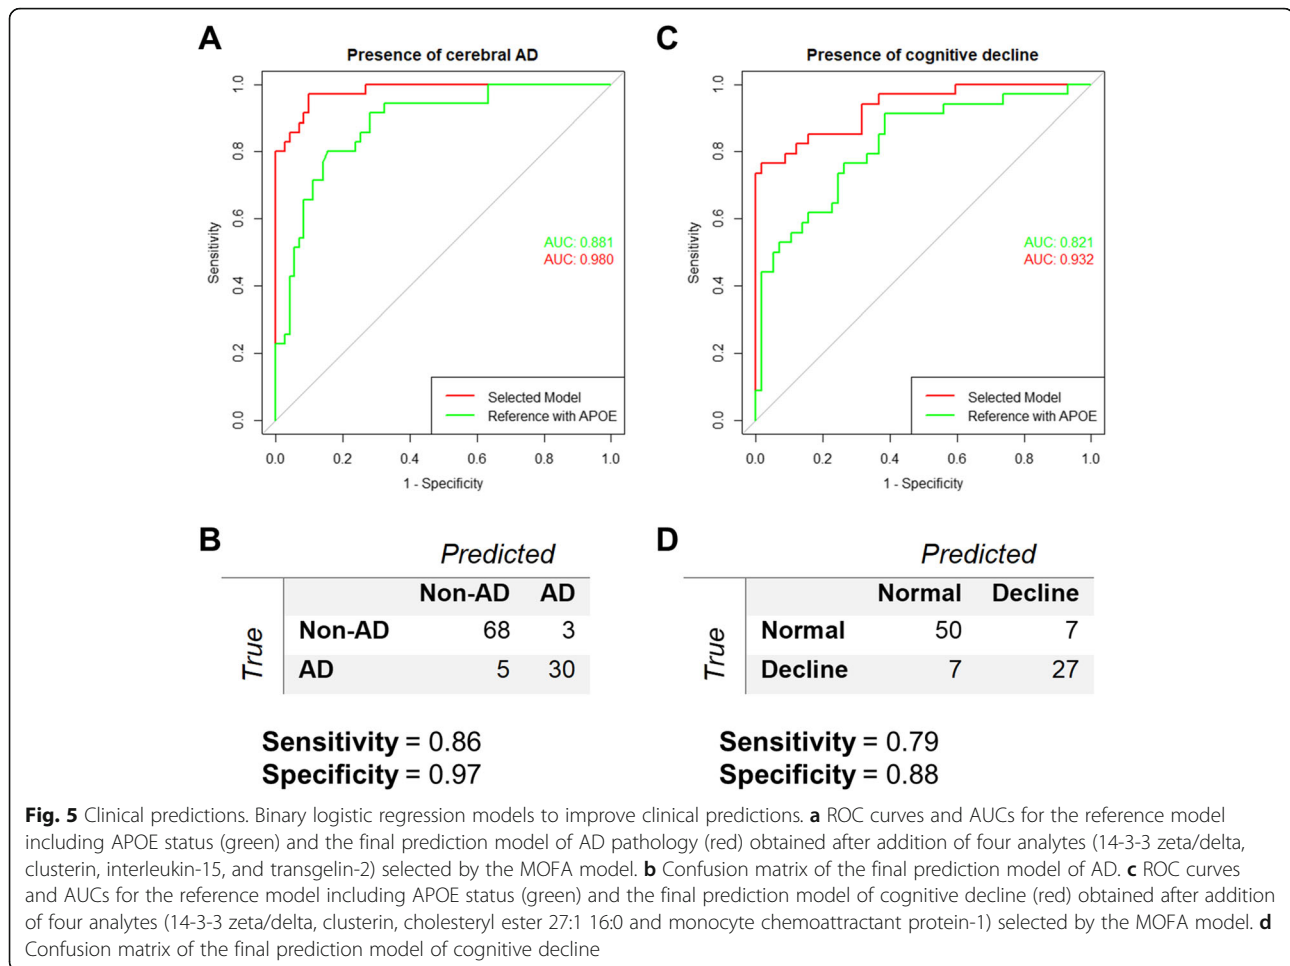 A
Presence of cerebral AD
Sensitivity
0.0 0.2 0.4 0.6 0.8 1.0
AUC: 0.881
AUC: 0.980
Selected Model
Reference with APOE
0.0 0.2 0.4 0.6 0.8 1.0
1 - Specificity
C
Presence of cognitive decline
Sensitivity
0.0 0.2 0.4 0.6 0.8 1.0
AUC: 0.821
AUC: 0.932
Selected Model
Reference with APOE
0.0 0.2 0.4 0.6 0.8 1.0
1 - Specificity
B
Predicted
True
Non-AD AD
Non-AD 68 3
AD 5 30
Sensitivity = 0.86
Specificity = 0.97
D
Predicted
True
Normal Decline
Normal 50 7
Decline 7 27
Sensitivity = 0.79
Specificity = 0.88
Fig. 5 Clinical predictions. Binary logistic regression models to improve clinical predictions. a ROC curves and AUCs for the reference model
including APOE status (green) and the final prediction model of AD pathology (red) obtained after addition of four analytes (14-3-3 zeta/delta,
clusterin, interleukin-15, and transgelin-2) selected by the MOFA model. b Confusion matrix of the final prediction model of AD. c ROC curves
and AUCs for the reference model including APOE status (green) and the final prediction model of cognitive decline (red) obtained after addition
of four analytes (14-3-3 zeta/delta, clusterin, cholesteryl ester 27:1 16:0 and monocyte chemoattractant protein-1) selected by the MOFA model. d
Confusion matrix of the final prediction model of cognitive decline